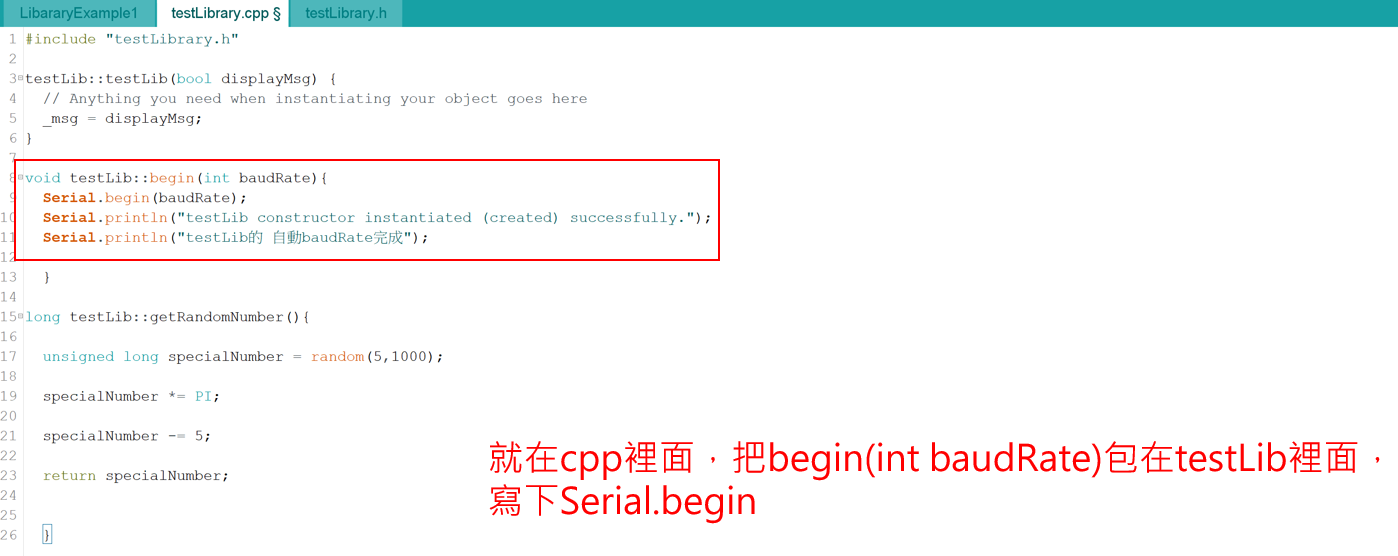 LibararyExample1 testLibrary.cpp § testLibrary.h
1 #include "testLibrary.h"
2
3 testLib::testLib(bool displayMsg) {
4 // Anything you need when instantiating your object goes here
5 _msg = displayMsg;
6 }
7
8 void testLib::begin(int baudRate){
9 Serial.begin(baudRate);
10 Serial.println("testLib constructor instantiated (created) successfully.");
11 Serial.println("testLib的 自動baudRate完成");
12
13 }
14
15 long testLib::getRandomNumber(){
16
17 unsigned long specialNumber = random(5,1000);
18
19 specialNumber *= PI;
20
21 specialNumber -= 5;
22
23 return specialNumber;
24
25
26 }
就在cpp裡面，把begin(int baudRate)包在testLib裡面，
寫下Serial.begin